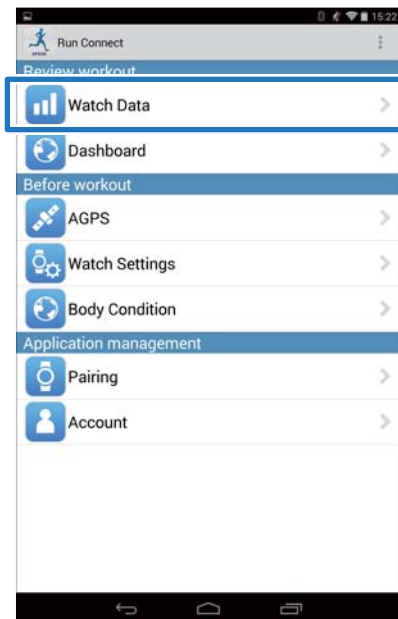 15:22
EPSON
Run Connect
Review workout
Watch Data
Dashboard
Before workout
AGPS
Watch Settings
Body Condition
Application management
Pairing
Account